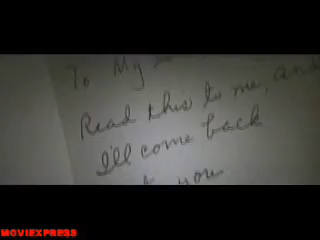 To My
Read this to me, and
I'll come back
you
MOVIEXPRESS